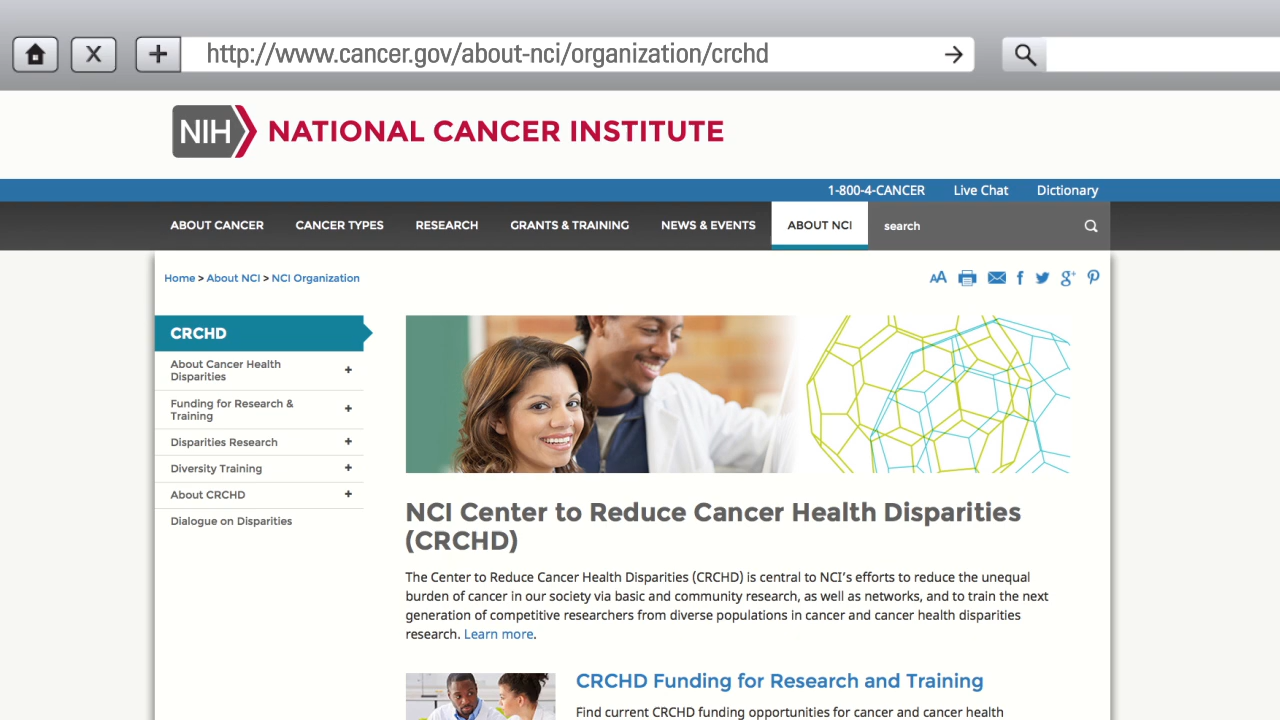 X
+
http://www.cancer.gov/about-nci/organization/crchd
NIH NATIONAL CANCER INSTITUTE
1-800-4-CANCER Live Chat Dictionary
ABOUT CANCER CANCER TYPES RESEARCH GRANTS & TRAINING NEWS & EVENTS ABOUT NCI search
Home > About NCI > NCI Organization
AA f g+
CRCHD
About Cancer Health +
Disparities
Funding for Research & +
Training
Disparities Research +
Diversity Training +
About CRCHD +
Dialogue on Disparities
NCI Center to Reduce Cancer Health Disparities
(CRCHD)
The Center to Reduce Cancer Health Disparities (CRCHD) is central to NCI's efforts to reduce the unequal
burden of cancer in our society via basic and community research, as well as networks, and to train the next
generation of competitive researchers from diverse populations in cancer and cancer health disparities
research. Learn more.
CRCHD Funding for Research and Training
Find current CRCHD funding opportunities for cancer and cancer health